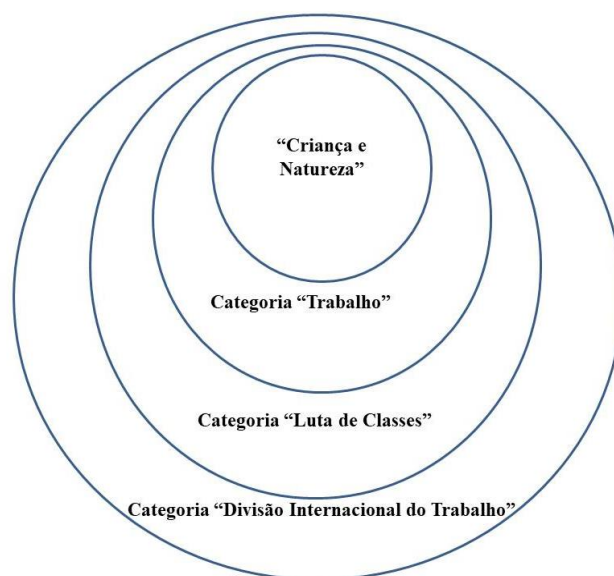 “Criança e
Natureza”
Categoria “Trabalho”
Categoria “Luta de Classes”
Categoria “Divisão Internacional do Trabalho”